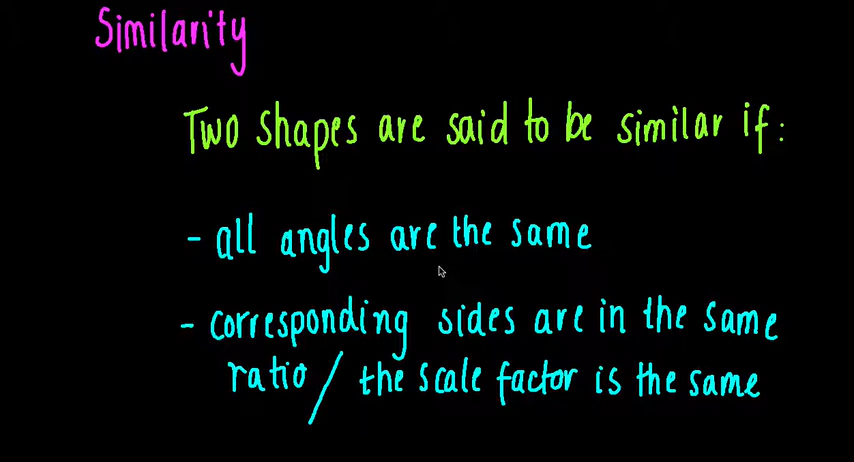 Similarity
Two shapes are said to be similar if:
- all angles are the same
- corresponding sides are in the same
ratio / the scale factor is the same